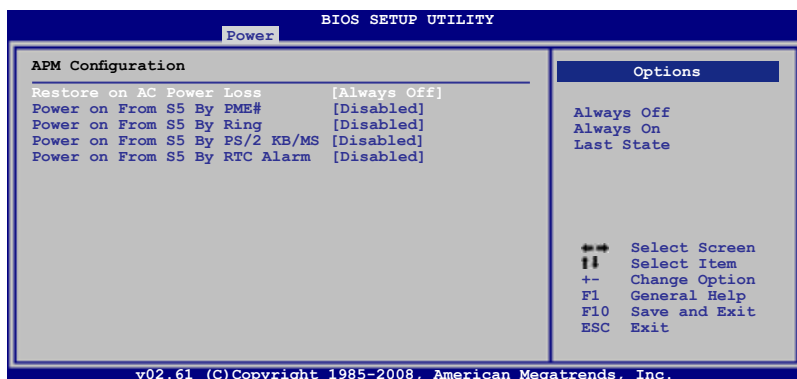 BIOS SETUP UTILITY
Power
APM Configuration
Restore on AC Power Loss [Always Off]
Power on From S5 By PME# [Disabled]
Power on From S5 By Ring [Disabled]
Power on From S5 By PS/2 KB/MS [Disabled]
Power on From S5 By RTC Alarm [Disabled]
Options
Always Off
Always On
Last State
Select Screen
Select Item
+- Change Option
F1 General Help
F10 Save and Exit
ESC Exit
v02.61 (C)Copyright 1985-2008, American Megatrends, Inc.